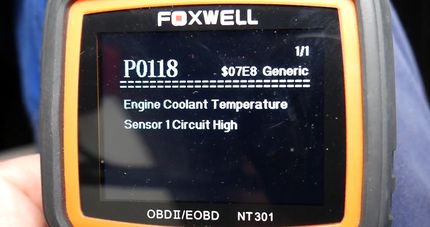 FOXWELL
1/1
P0118 $07E8 Generic
Engine Coolant Temperature
Sensor 1 Circuit High
OBDII/EOBD NT301